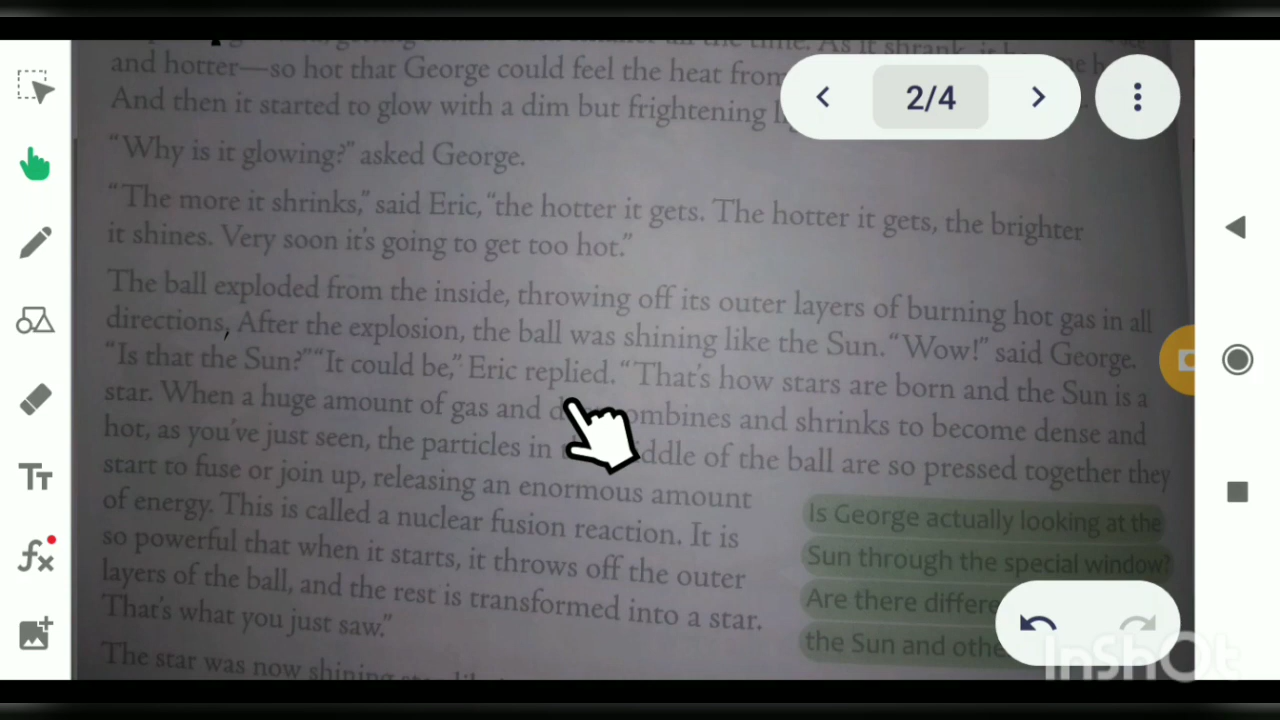 and hotter—so hot that George could feel the heat from
And then it started to glow with a dim but frightening
"Why is it glowing?" asked George.
"The more it shrinks," said Eric, "the hotter it gets. The hotter it gets, the brighter
it shines. Very soon it's going to get too hot."
The ball exploded from the inside, throwing off its outer layers of burning hot gas in all
directions, After the explosion, the ball was shining like the Sun. "Wow!" said George.
"Is that the Sun?" "It could be," Eric replied. "That's how stars are born and the Sun is a
star. When a huge amount of gas and combines and shrinks to become dense and
hot, as you've just seen, the particles in of the ball are so pressed together they
start to fuse or join up, releasing an enormous amount
of energy. This is called a nuclear fusion reaction. It is
so powerful that when it starts, it throws off the outer
layers of the ball, and the rest is transformed into a star.
That's what you just saw."
The star was now shining
Is George actually looking at the
Sun through the special window?
Are there
the Sun and
2/4
Tт
fx
InShOt